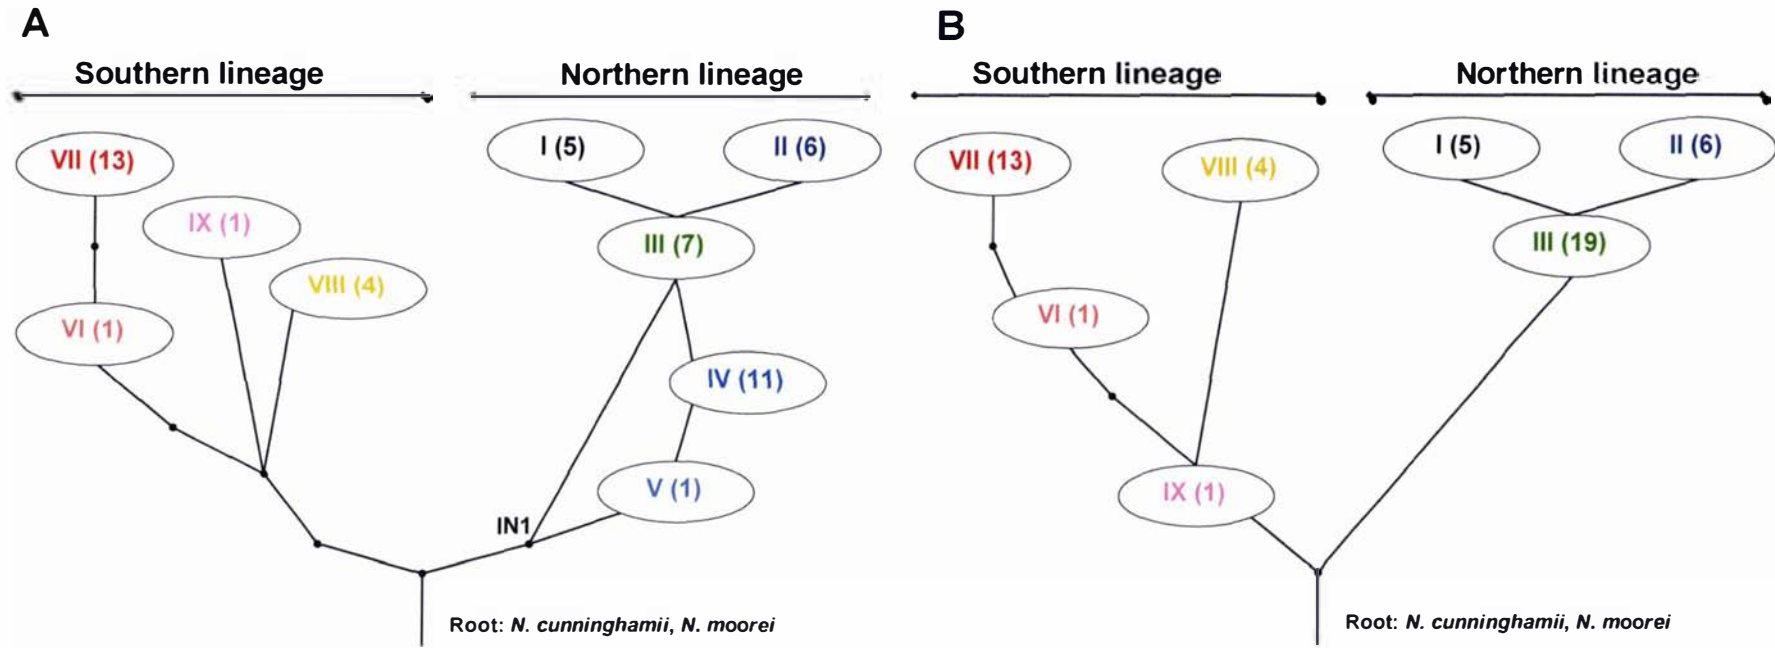 A
Southern lineage
Northern lineage
VII (13)
I (5)
II (6)
IX (1)
III (7)
VIII (4)
VI (1)
IV (11)
V (1)
IN1
Root: N. cunninghamii, N. moorei
B
Southern lineage
Northern lineage
VII (13)
VIII (4)
I (5)
II (6)
III (19)
VI (1)
IX (1)
Root: N. cunninghamii, N. moorei